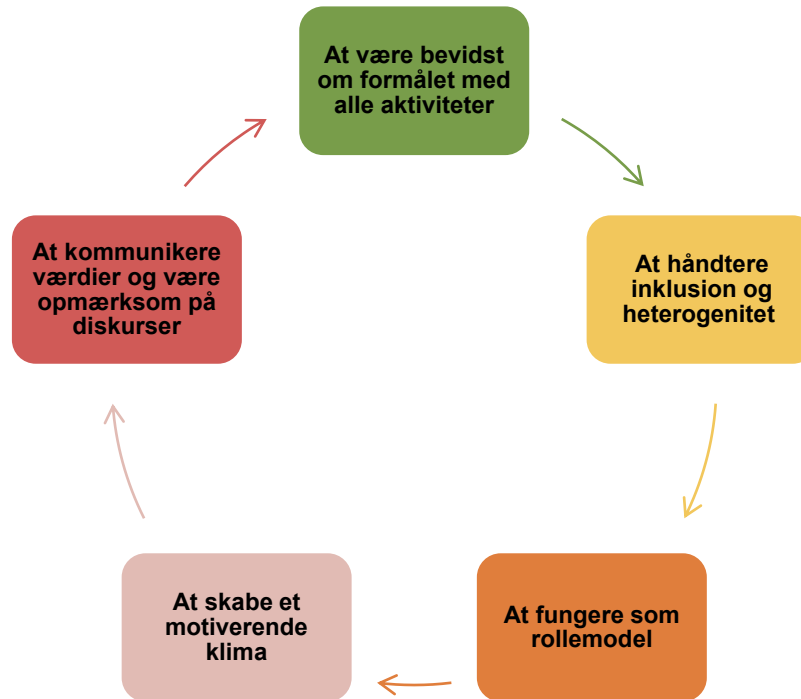 At være bevidst
om formålet med
alle aktiviteter
At håndtere
inklusion og
heterogenitet
At fungere som
rollemodel
At skabe et
motiverende
klima
At kommunikere
værdier og være
opmærksom på
diskurser